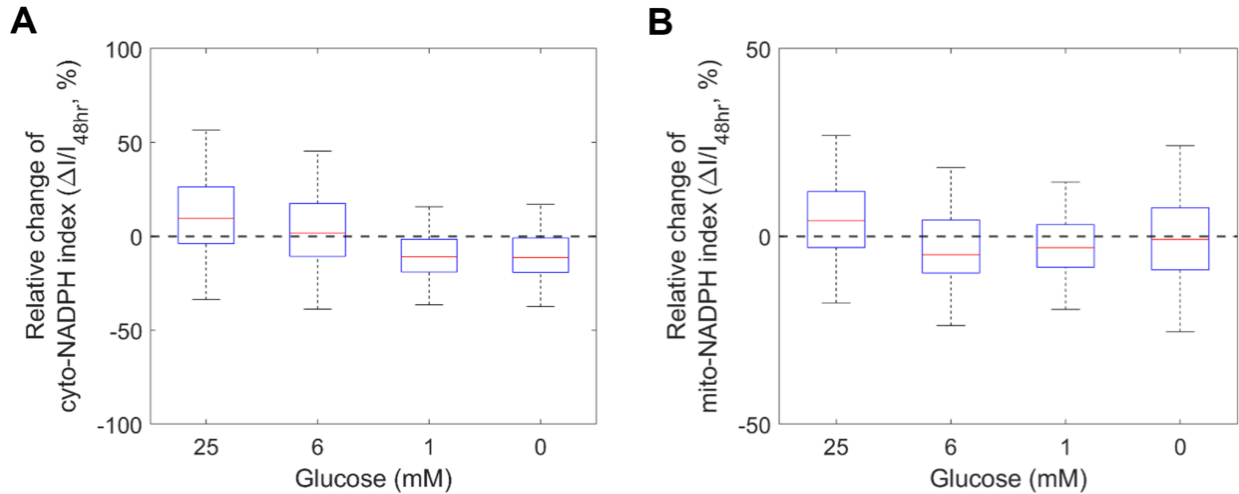 A
Relative change of
cyto-NADPH index (ΔI/I48hr, %)
100
50
0
-50
-100
25 6 1 0
Glucose (mM)
B
Relative change of
mito-NADPH index (ΔI/I48hr, %)
50
0
-50
25 6 1 0
Glucose (mM)